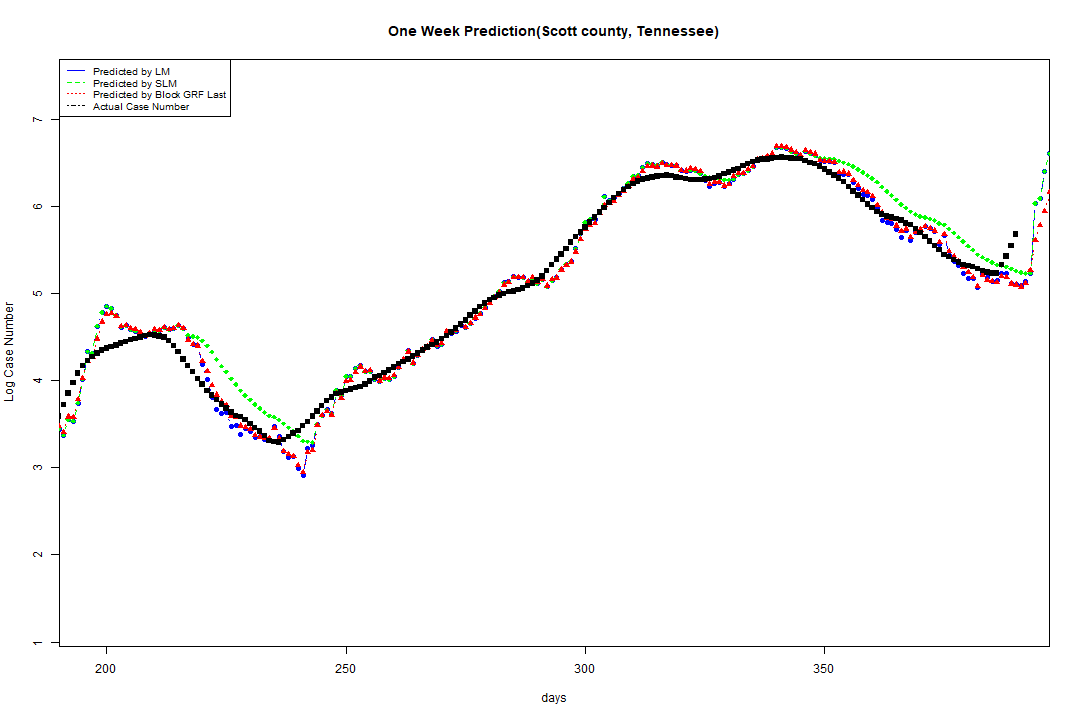 One Week Prediction(Scott county, Tennessee)
Predicted by LM
Predicted by SLM
Predicted by Block GRF Last
Actual Case Number
7
6
5
4
3
2
1
Log Case Number
200
250
300
350
days